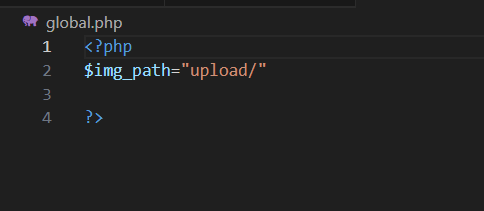 global.php
1 <?php
2 $img_path="upload/"
3
4 ?>